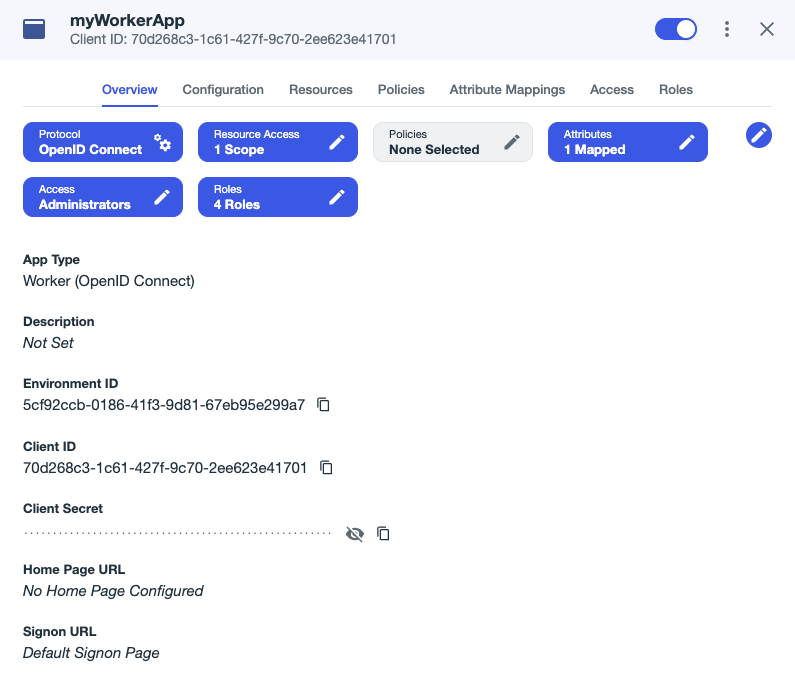 myWorkerApp
Client ID: 70d268c3-1c61-427f-9c70-2ee623e41701
Overview Configuration Resources Policies Attribute Mappings Access Roles
Protocol
OpenID Connect
Resource Access
1 Scope
Policies
None Selected
Attributes
1 Mapped
Access
Administrators
Roles
4 Roles
App Type
Worker (OpenID Connect)
Description
Not Set
Environment ID
5cf92ccb-0186-41f3-9d81-67eb95e299a7
Client ID
70d268c3-1c61-427f-9c70-2ee623e41701
Client Secret
Home Page URL
No Home Page Configured
Signon URL
Default Signon Page